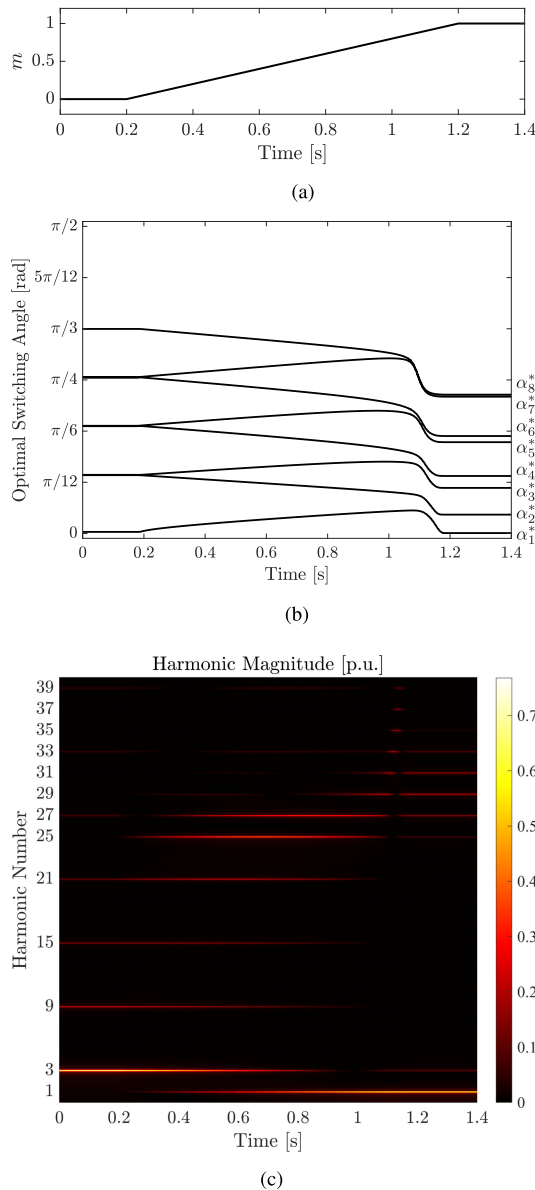 1
0.5
0
m
0 0.2 0.4 0.6 0.8 1 1.2 1.4
Time [s]
(a)
π/2
5π/12
π/3
π/4
π/6
π/12
0
Optimal Switching Angle [rad]
α₈*
α₇*
α₆*
α₅*
α₄*
α₃*
α₂*
α₁*
0 0.2 0.4 0.6 0.8 1 1.2 1.4
Time [s]
(b)
Harmonic Magnitude [p.u.]
39
37
35
33
31
29
27
25
21
15
9
3
1
Harmonic Number
0.7
0.6
0.5
0.4
0.3
0.2
0.1
0
0 0.2 0.4 0.6 0.8 1 1.2 1.4
Time [s]
(c)